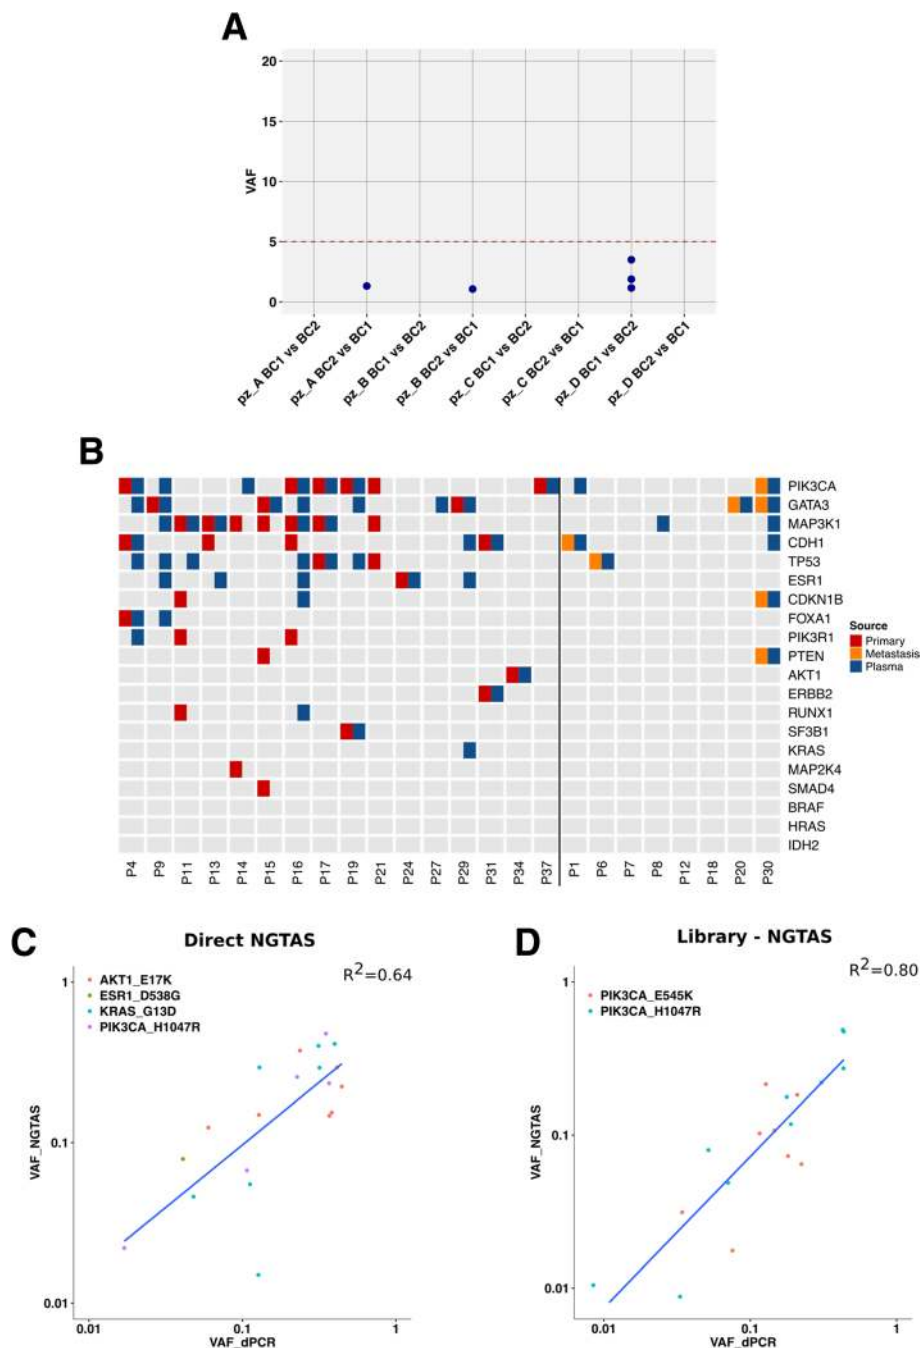 A
20
15
VAF
10
5
0
pz_A BC1 vs BC2
pz_A BC2 vs BC1
pz_B BC1 vs BC2
pz_B BC2 vs BC1
pz_C BC1 vs BC2
pz_C BC2 vs BC1
pz_D BC1 vs BC2
pz_D BC2 vs BC1
B
PIK3CA
GATA3
MAP3K1
CDH1
TP53
ESR1
CDKN1B
FOXA1
PIK3R1
PTEN
AKT1
ERBB2
RUNX1
SF3B1
KRAS
MAP2K4
SMAD4
BRAF
HRAS
IDH2
Source
Primary
Metastasis
Plasma
P4 P9 P11 P13 P14 P15 P16 P17 P19 P21 P24 P27 P29 P31 P34 P37 P1 P6 P7 P8 P12 P18 P20 P30
C
Direct NGTAS
R²=0.64
1
AKT1_E17K
ESR1_D538G
KRAS_G13D
PIK3CA_H1047R
VAF_NGTAS
0.1
0.01
0.01 0.1 1
VAF_dPCR
D
Library - NGTAS
R²=0.80
1
PIK3CA_E545K
PIK3CA_H1047R
VAF_NGTAS
0.1
0.01
0.01 0.1 1
VAF_dPCR